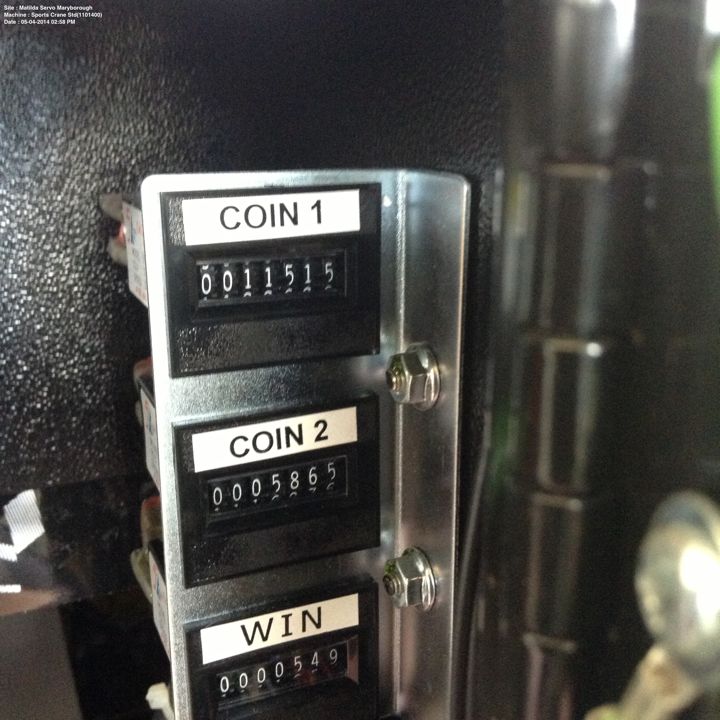 Site : Matilda Servo Maryborough
Machine : Sports Crane Std(1101400)
Date : 05-04-2014 02:58 PM
COIN 1
0011515
COIN 2
0005865
WIN
0000549